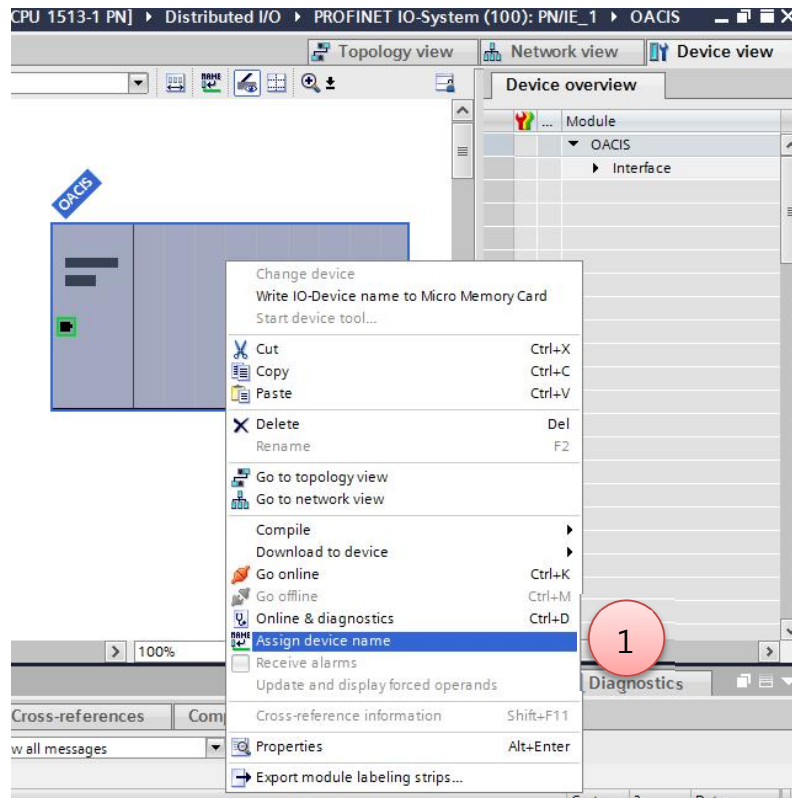 CPU 1513-1 PN] ▸ Distributed I/O ▸ PROFINET IO-System (100): PN/IE_1 ▸ OACIS
Topology view Network view Device view
Device overview
... Module
OACIS
Interface
OACIS
Change device
Write IO-Device name to Micro Memory Card
Start device tool...
Cut Ctrl+X
Copy Ctrl+C
Paste Ctrl+V
Delete Del
Rename F2
Go to topology view
Go to network view
Compile
Download to device
Go online Ctrl+K
Go offline Ctrl+M
Online & diagnostics Ctrl+D
Assign device name
1
100%
Receive alarms
Update and display forced operands
Diagnostics
Cross-references Com
Cross-reference information Shift+F11
w all messages
Properties Alt+Enter
Export module labeling strips...